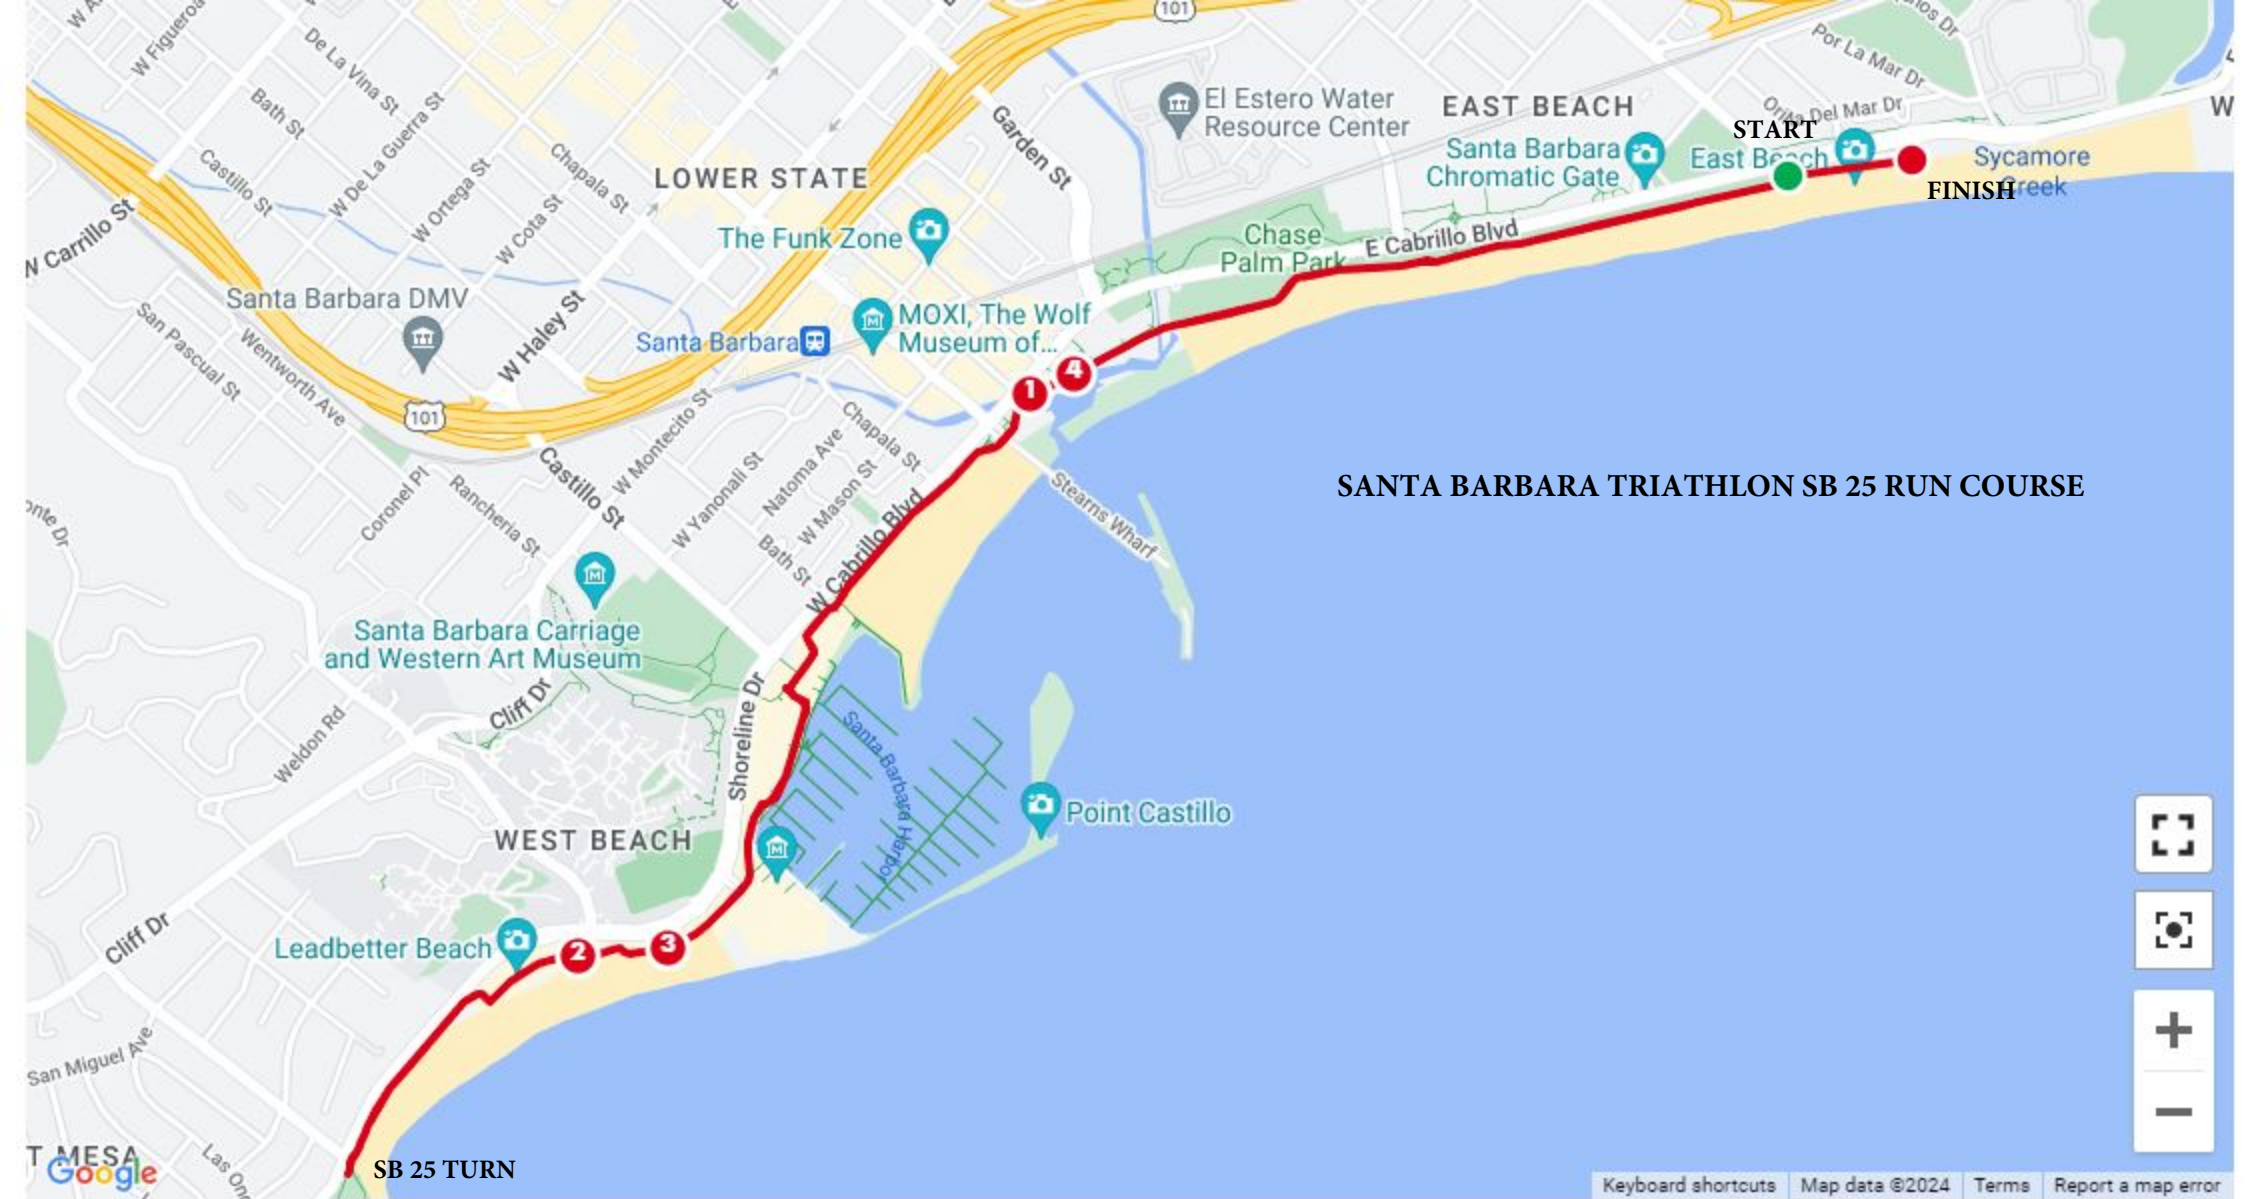 101
W Figueroa
De La Vina St
Bath St
W De La Guerra St
Castillo St
W Ortega St
W Cota St
Chapala St
LOWER STATE
Garden St
El Estero Water
Resource Center
EAST BEACH
Por La Mar Dr
Del Mar Dr
START
Santa Barbara
Chromatic Gate
East Beach
Sycamore
Creek
FINISH
W
W Carrillo St
The Funk Zone
Chase
Palm Park
E Cabrillo Blvd
Santa Barbara DMV
San Pascual St
Wentworth Ave
W Haley St
Santa Barbara
MOXI, The Wolf
Museum of...
4
1
101
W Montecito St
Chapala St
Castillo St
Natoma Ave
W Yanonali St
W Mason St
Coronel Pl
Rancheria St
Bath St
W Cabrillo Blvd
Stearns Wharf
SANTA BARBARA TRIATHLON SB 25 RUN COURSE
onte Dr
Santa Barbara Carriage
and Western Art Museum
Cliff Dr
Weldon Rd
Shoreline Dr
Santa Barbara Harbor
Point Castillo
WEST BEACH
Cliff Dr
Leadbetter Beach
2
3
San Miguel Ave
T MESA
Google
Las
SB 25 TURN
+
−
Keyboard shortcuts
Map data ©2024
Terms
Report a map error